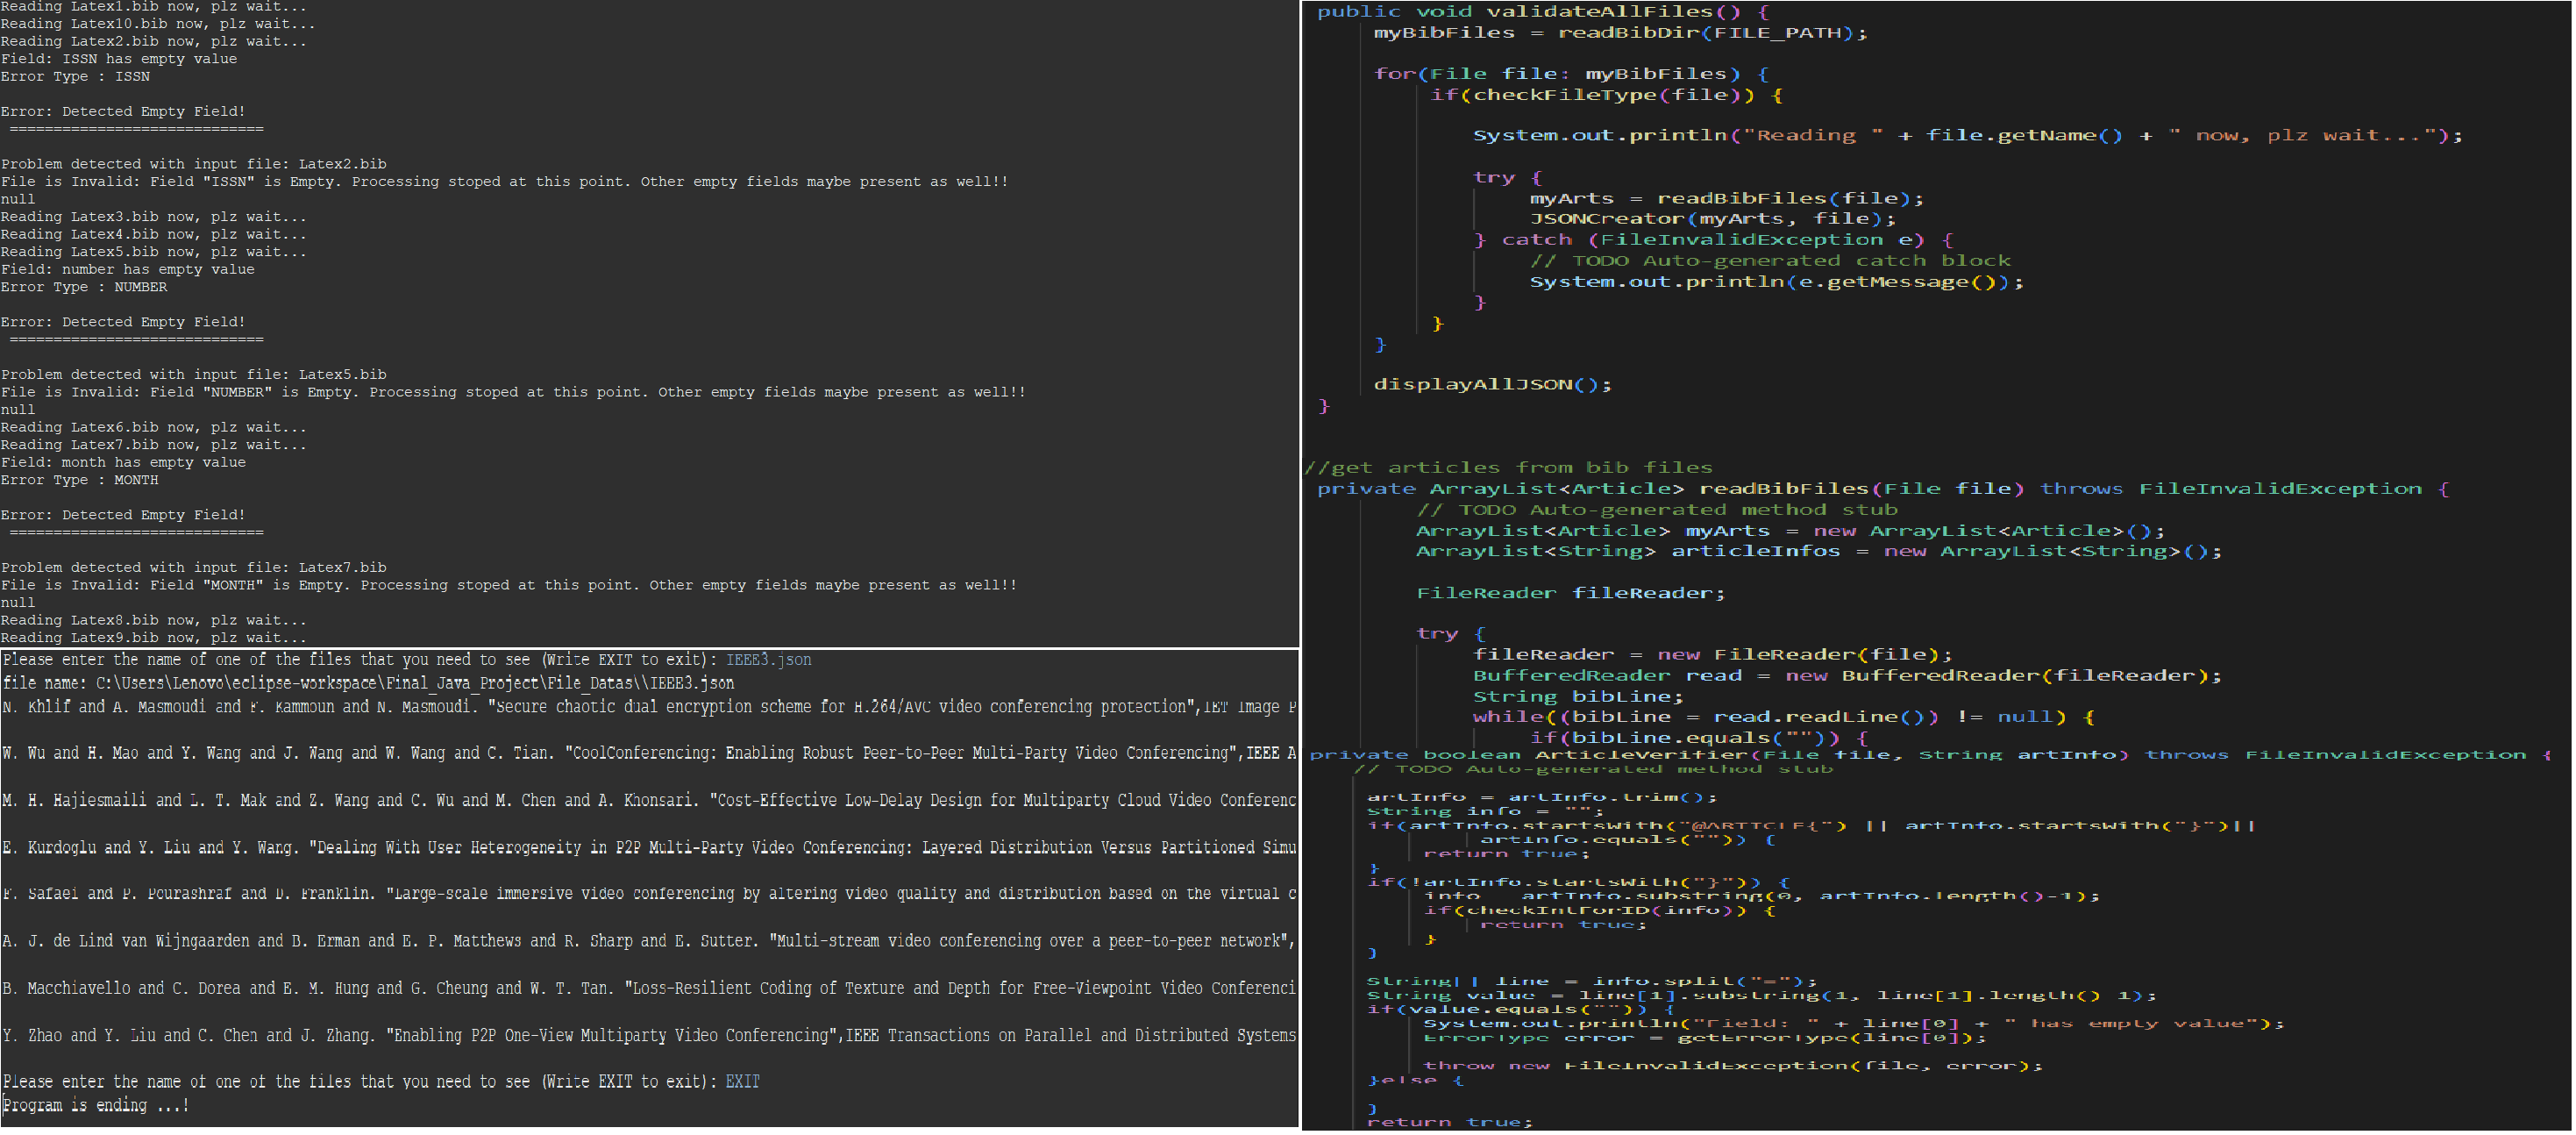 Reading Latex1.bib now, plz wait...
Reading Latex10.bib now, plz wait...
Reading Latex2.bib now, plz wait...
Field: ISSN has empty value
Error Type : ISSN
Error: Detected Empty Field!
==============================
Problem detected with input file: Latex2.bib
File is Invalid: Field "ISSN" is Empty. Processing stoped at this point. Other empty fields maybe present as well!!
null
Reading Latex3.bib now, plz wait...
Reading Latex4.bib now, plz wait...
Reading Latex5.bib now, plz wait...
Field: number has empty value
Error Type : NUMBER
Error: Detected Empty Field!
==============================
Problem detected with input file: Latex5.bib
File is Invalid: Field "NUMBER" is Empty. Processing stoped at this point. Other empty fields maybe present as well!!
null
Reading Latex6.bib now, plz wait...
Reading Latex7.bib now, plz wait...
Field: month has empty value
Error Type : MONTH
Error: Detected Empty Field!
==============================
Problem detected with input file: Latex7.bib
File is Invalid: Field "MONTH" is Empty. Processing stoped at this point. Other empty fields maybe present as well!!
null
Reading Latex8.bib now, plz wait...
Reading Latex9.bib now, plz wait...
Please enter the name of one of the files that you need to see (Write EXIT to exit): IEEE3.json
file name: C:\Users\Lenovo\eclipse-workspace\Final_Java_Project\File_Datas\\IEEE3.json
N. Khlif and A. Masmoudi and F. Kammoun and N. Masmoudi. "Secure chaotic dual encryption scheme for H.264/AVC video conferencing protection",IET Image P
W. Wu and H. Mao and Y. Wang and J. Wang and W. Wang and C. Tian. "CoolConferencing: Enabling Robust Peer-to-Peer Multi-Party Video Conferencing",IEEE A
M. H. Hajiesmaili and L. T. Mak and Z. Wang and C. Wu and M. Chen and A. Khonsari. "Cost-Effective Low-Delay Design for Multiparty Cloud Video Conferenc
E. Kurdoglu and Y. Liu and Y. Wang. "Dealing With User Heterogeneity in P2P Multi-Party Video Conferencing: Layered Distribution Versus Partitioned Simu
F. Safaei and P. Pourashraf and D. Franklin. "Large-scale immersive video conferencing by altering video quality and distribution based on the virtual c
A. J. de Lind van Wijngaarden and B. Erman and E. P. Matthews and R. Sharp and E. Sutter. "Multi-stream video conferencing over a peer-to-peer network",
B. Macchiavello and C. Dorea and E. M. Hung and G. Cheung and W. T. Tan. "Loss-Resilient Coding of Texture and Depth for Free-Viewpoint Video Conferenci
Y. Zhao and Y. Liu and C. Chen and J. Zhang. "Enabling P2P One-View Multiparty Video Conferencing",IEEE Transactions on Parallel and Distributed Systems
Please enter the name of one of the files that you need to see (Write EXIT to exit): EXIT
Program is ending ...!
public void validateAllFiles() {
myBibFiles = readBibDir(FILE_PATH);
for(File file: myBibFiles) {
if(checkFileType(file)) {
System.out.println("Reading " + file.getName() + " now, plz wait...");
try {
myArts = readBibFiles(file);
JSONCreator(myArts, file);
} catch (FileInvalidException e) {
// TODO Auto-generated catch block
System.out.println(e.getMessage());
}
}
}
displayAllJSON();
}
//get articles from bib files
private ArrayList<Article> readBibFiles(File file) throws FileInvalidException {
// TODO Auto-generated method stub
ArrayList<Article> myArts = new ArrayList<Article>();
ArrayList<String> articleInfos = new ArrayList<String>();
FileReader fileReader;
try {
fileReader = new FileReader(file);
BufferedReader read = new BufferedReader(fileReader);
String bibLine;
while((bibLine = read.readLine()) != null) {
if(bibLine.equals("")) {
private boolean ArticleVerifier(File file, String artInfo) throws FileInvalidException {
// TODO Auto-generated method stub
artInfo = artInfo.trim();
String info = "";
if(artInfo.startsWith("@ARTICLE{") || artInfo.startsWith("}")||
artInfo.equals("")) {
return true;
}
if(!artInfo.startsWith("}")) {
info = artInfo.substring(0, artInfo.length()-1);
if(checkIntForID(info)) {
return true;
}
}
String[] line = info.split("=");
String value = line[1].substring(1, line[1].length()-1);
if(value.equals("")) {
System.out.println("Field: " + line[0] + " has empty value");
ErrorType error = getErrorType(line[0]);
throw new FileInvalidException(file, error);
}else {
}
return true;